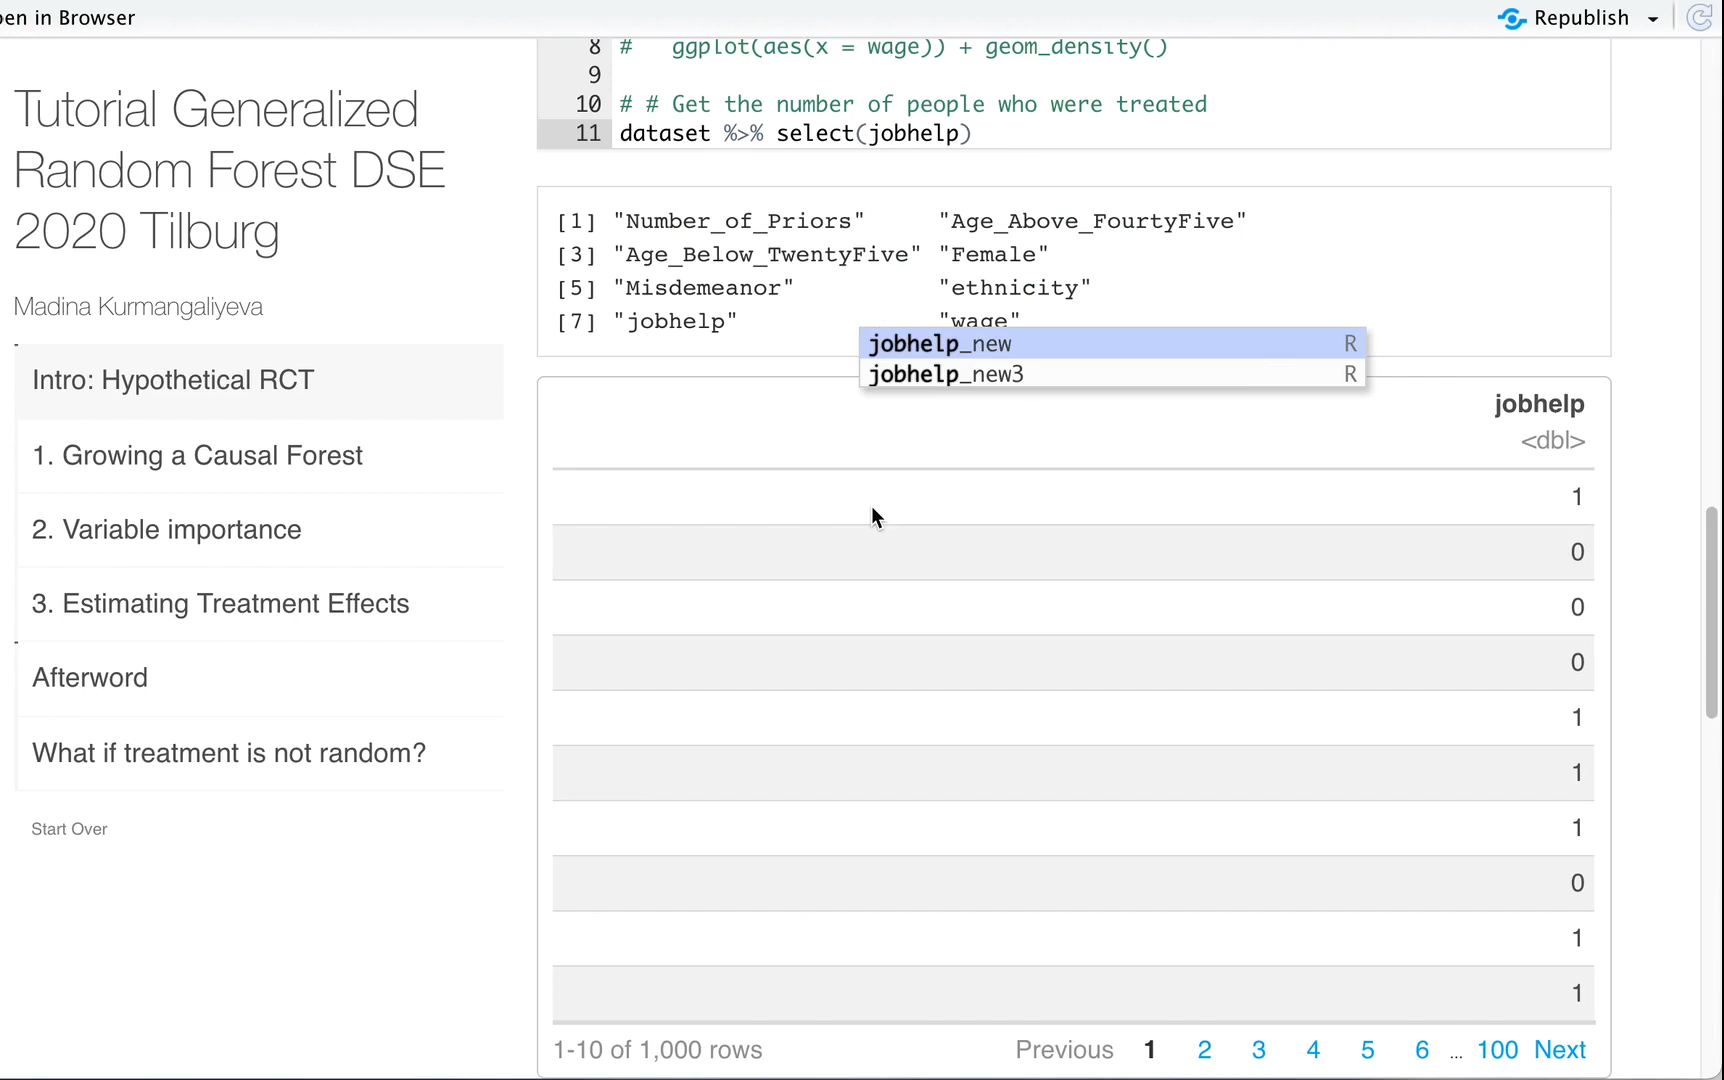 pen in Browser
Republish
Tutorial Generalized
Random Forest DSE
2020 Tilburg
Madina Kurmangaliyeva
Intro: Hypothetical RCT
1. Growing a Causal Forest
2. Variable importance
3. Estimating Treatment Effects
Afterword
What if treatment is not random?
Start Over
8 #   ggplot(aes(x = wage)) + geom_density()
9
10 # # Get the number of people who were treated
11 dataset %>% select(jobhelp)
[1] "Number_of_Priors" "Age_Above_FourtyFive"
[3] "Age_Below_TwentyFive" "Female"
[5] "Misdemeanor" "ethnicity"
[7] "jobhelp" "wage"
jobhelp_new R
jobhelp_new3 R
jobhelp
<dbl>
1
0
0
0
1
1
1
0
1
1
1-10 of 1,000 rows Previous 1 2 3 4 5 6 ... 100 Next